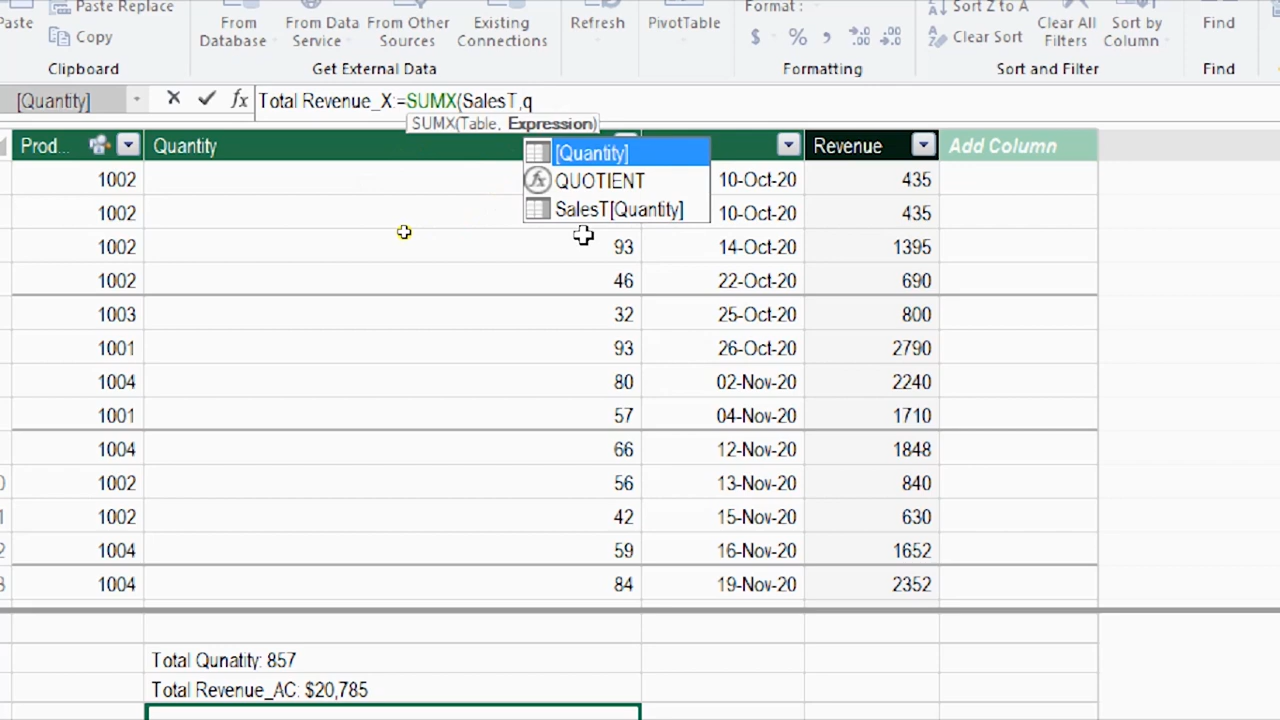 Paste
Paste Replace
Copy
Clipboard
From Database
From Data Service
From Other Sources
Existing Connections
Get External Data
Refresh
PivotTable
Format :
$ % ,
Formatting
Sort Z to A
Clear Sort
Clear All Filters
Sort by Column
Sort and Filter
Find
Find
[Quantity] fx Total Revenue_X:=SUMX(SalesT,q
SUMX(Table, Expression)
[Quantity]
QUOTIENT
SalesT[Quantity]
Prod... Quantity Revenue Add Column
1002 10-Oct-20 435
1002 10-Oct-20 435
1002 93 14-Oct-20 1395
1002 46 22-Oct-20 690
1003 32 25-Oct-20 800
1001 93 26-Oct-20 2790
1004 80 02-Nov-20 2240
1001 57 04-Nov-20 1710
1004 66 12-Nov-20 1848
1002 56 13-Nov-20 840
1002 42 15-Nov-20 630
1004 59 16-Nov-20 1652
1004 84 19-Nov-20 2352
Total Qunatity: 857
Total Revenue_AC: $20,785